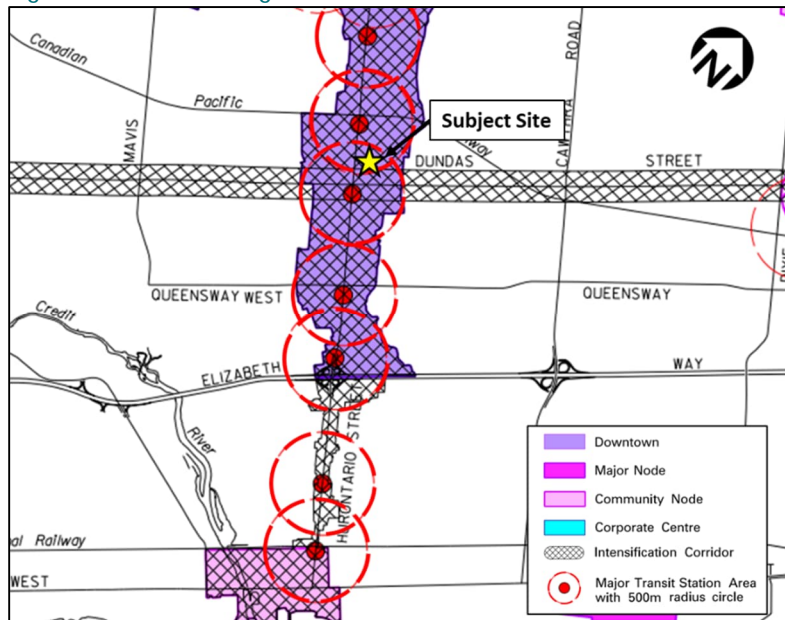 Canadian
Pacific
MAVIS
ROAD
N
Subject Site
DUNDAS
STREET
QUEENSWAY WEST
QUEENSWAY
Credit
River
ELIZABETH
WAY
HURONTARIO STREET
Railway
WEST
Downtown
Major Node
Community Node
Corporate Centre
Intensification Corridor
Major Transit Station Area
with 500m radius circle